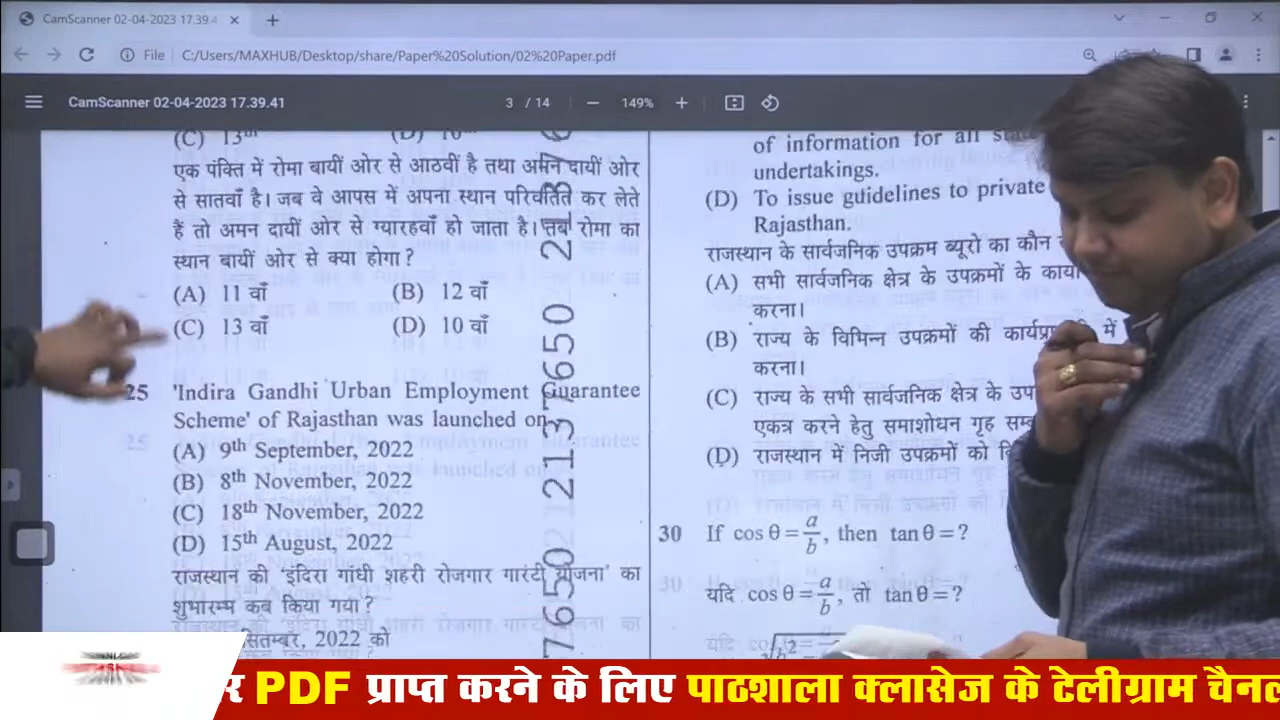 CamScanner 02-04-2023 17.39.4
File C:/Users/MAXHUB/Desktop/share/Paper%20Solution/02%20Paper.pdf
CamScanner 02-04-2023 17.39.41
3 / 14
149%
(C) 13th
एक पंक्ति में रोमा बायीं ओर से आठवीं है तथा अमन दायीं ओर
से सातवाँ है। जब वे आपस में अपना स्थान परिवर्तित कर लेते
हैं तो अमन दायीं ओर से ग्यारहवाँ हो जाता है। तब रोमा का
स्थान बायीं ओर से क्या होगा ?
(A) 11 वाँ (B) 12 वाँ
(C) 13 वाँ (D) 10 वाँ
25 'Indira Gandhi Urban Employment Guarantee
Scheme' of Rajasthan was launched on
(A) 9th September, 2022
(B) 8th November, 2022
(C) 18th November, 2022
(D) 15th August, 2022
राजस्थान की 'इंदिरा गाँधी शहरी रोजगार गारंटी योजना' का
शुभारम्भ कब किया गया ?
सितम्बर, 2022 को
of information for all
undertakings.
(D) To issue guidelines to private
Rajasthan.
राजस्थान के सार्वजनिक उपक्रम ब्यूरो का कौन
(A) सभी सार्वजनिक क्षेत्र के उपक्रमों के
करना।
(B) राज्य के विभिन्न उपक्रमों की में
करना।
(C) राज्य के सभी सार्वजनिक क्षेत्र के
एकत्र करने हेतु समाशोधन गृह
(D) राजस्थान में निजी उपक्रमों को
30 If cos θ = a/b, then tan θ = ?
यदि cos θ = a/b, तो tan θ = ?
PDF प्राप्त करने के लिए पाठशाला क्लासेज के टेलीग्राम चैनल